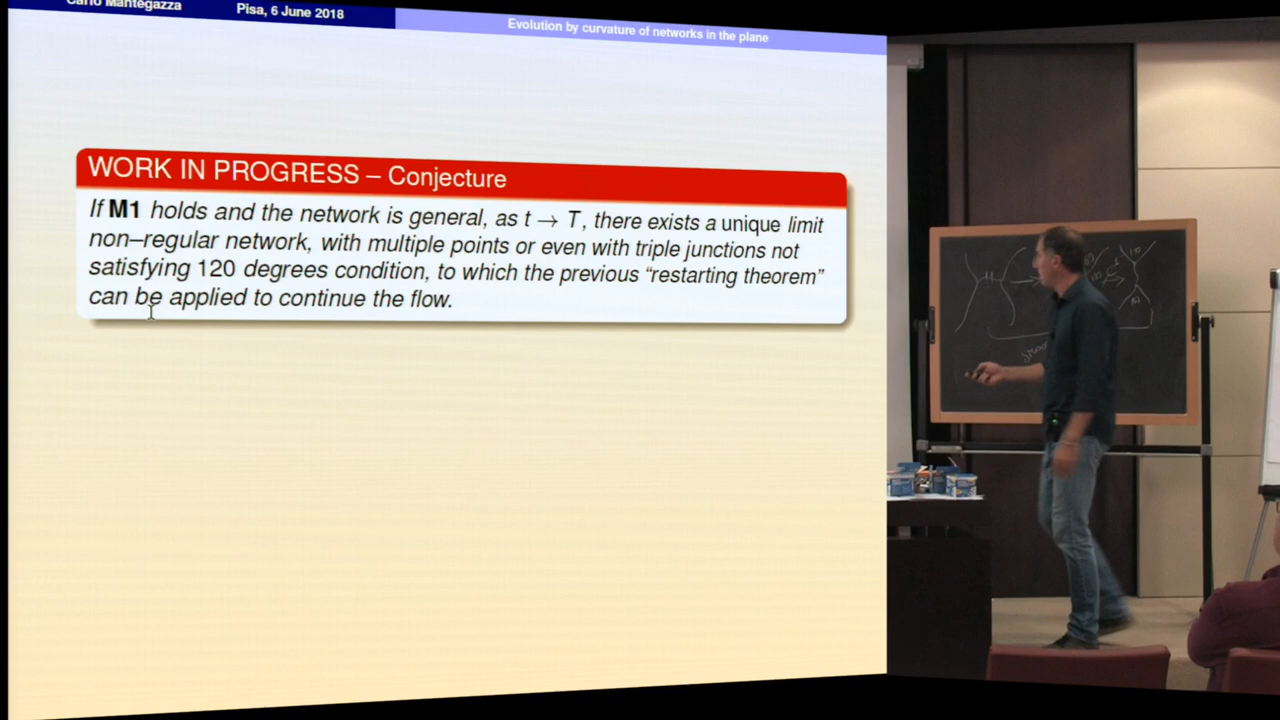 Carlo Mantegazza
Pisa, 6 June 2018
Evolution by curvature of networks in the plane
WORK IN PROGRESS – Conjecture
If M1 holds and the network is general, as t → T, there exists a unique limit
non–regular network, with multiple points or even with triple junctions not
satisfying 120 degrees condition, to which the previous “restarting theorem”
can be applied to continue the flow.